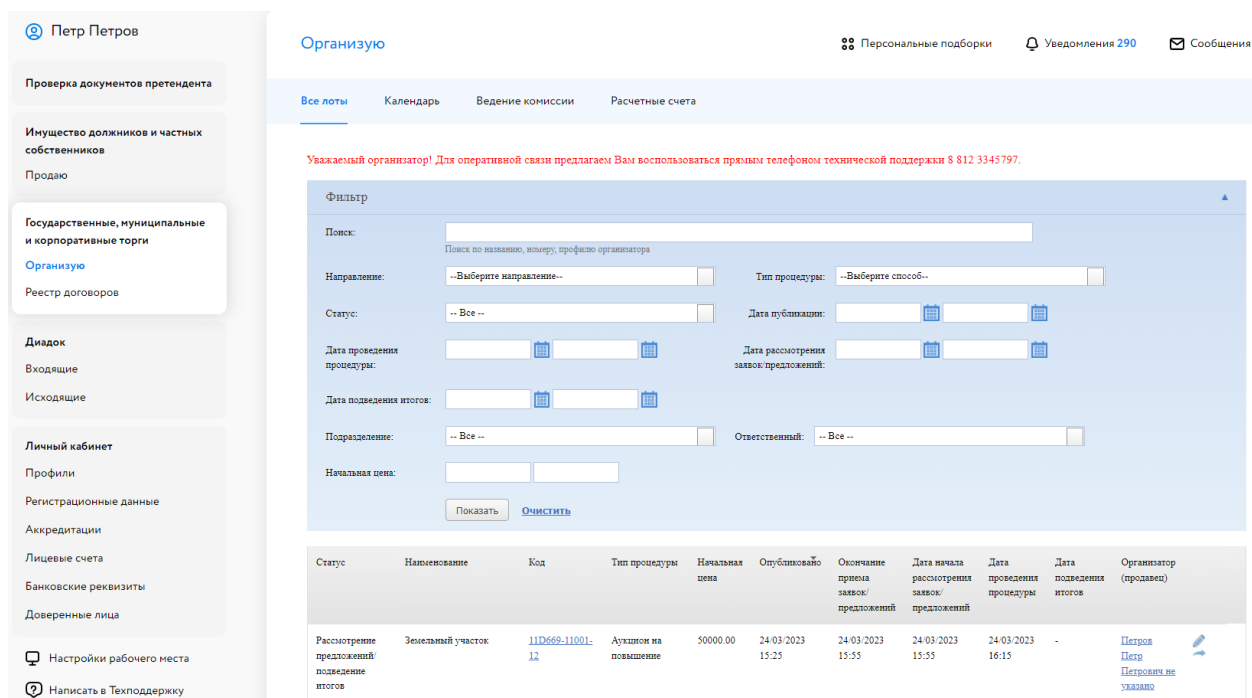 Петр Петров
Проверка документов претендента
Имущество должников и частных
собственников
Продаю
Государственные, муниципальные
и корпоративные торги
Организую
Реестр договоров
Диадок
Входящие
Исходящие
Личный кабинет
Профили
Регистрационные данные
Аккредитации
Лицевые счета
Банковские реквизиты
Доверенные лица
Настройки рабочего места
Написать в Техподдержку
Организую
Персональные подборки
Уведомления 290
Сообщения
Все лоты Календарь Ведение комиссии Расчетные счета
Уважаемый организатор! Для оперативной связи предлагаем Вам воспользоваться прямым телефоном технической поддержки 8 812 3345797.
Фильтр
Поиск:
Поиск по названию, номеру, профилю организатора
Направление: --Выберите направление-- Тип процедуры: --Выберите способ--
Статус: -- Все -- Дата публикации:
Дата проведения
процедуры:
Дата рассмотрения
заявок/предложений:
Дата подведения итогов:
Подразделение: -- Все -- Ответственный: -- Все --
Начальная цена:
Показать Очистить
Статус
Наименование
Код
Тип процедуры
Начальная
цена
Опубликовано
Окончание
приема
заявок/
предложений
Дата начала
рассмотрения
заявок/
предложений
Дата
проведения
процедуры
Дата
подведения
итогов
Организатор
(продавец)
Рассмотрение
предложений/
подведение
итогов
Земельный участок
11D669-11001-
12
Аукцион на
повышение
50000.00
24/03/2023
15:25
24/03/2023
15:55
24/03/2023
15:55
24/03/2023
16:15
-
Петров
Петр
Петрович не
указано